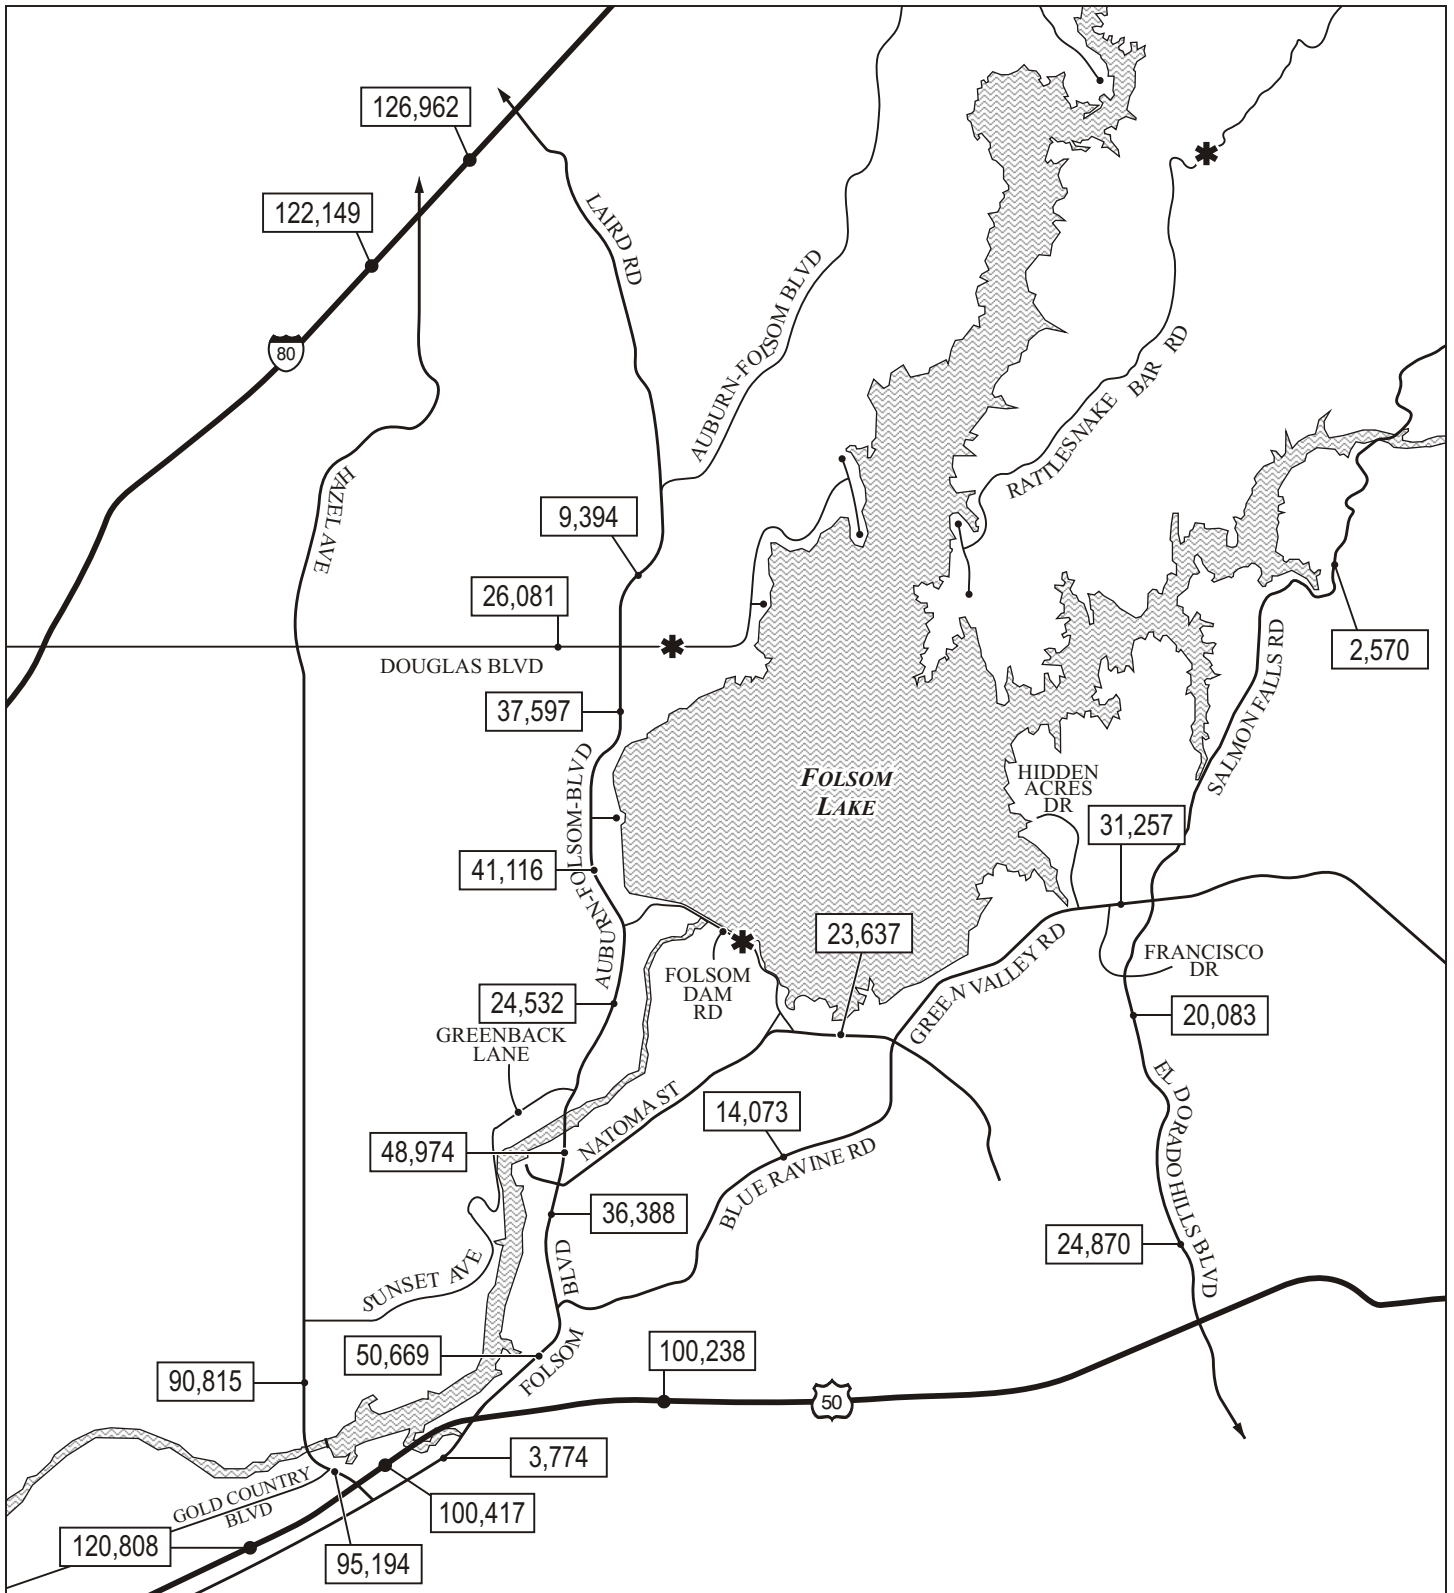 126,962
122,149
LAIRD RD
80
AUBURN-FOLSOM BLVD
RATTLESNAKE BAR RD
HAZEL AVE
9,394
26,081
DOUGLAS BLVD
2,570
SALMON FALLS RD
37,597
AUBURN-FOLSOM-BLVD
FOLSOM
LAKE
HIDDEN
ACRES
DR
31,257
41,116
23,637
GREEN VALLEY RD
FRANCISCO
DR
FOLSOM
DAM
RD
24,532
20,083
GREENBACK
LANE
EL DORADO HILLS BLVD
NATOMA ST
14,073
48,974
BLUE RAVINE RD
36,388
24,870
SUNSET AVE
FOLSOM BLVD
50,669
100,238
90,815
50
3,774
GOLD COUNTRY
BLVD
100,417
120,808
95,194